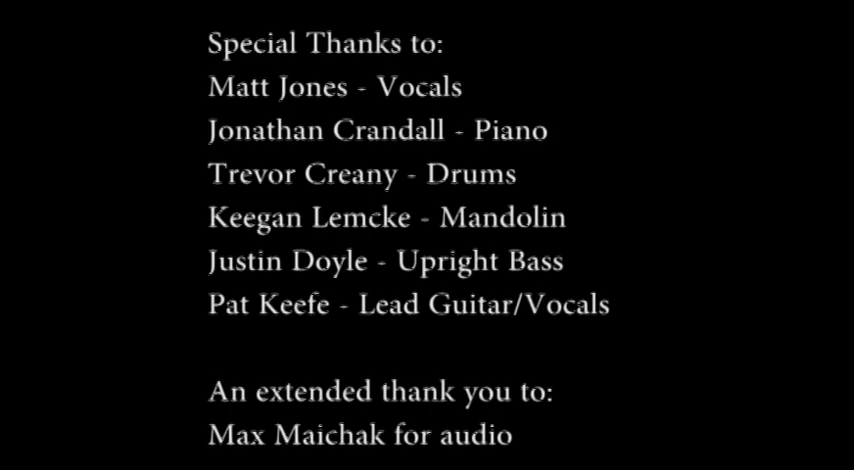 Special Thanks to:
Matt Jones - Vocals
Jonathan Crandall - Piano
Trevor Creany - Drums
Keegan Lemcke - Mandolin
Justin Doyle - Upright Bass
Pat Keefe - Lead Guitar/Vocals
An extended thank you to:
Max Maichak for audio